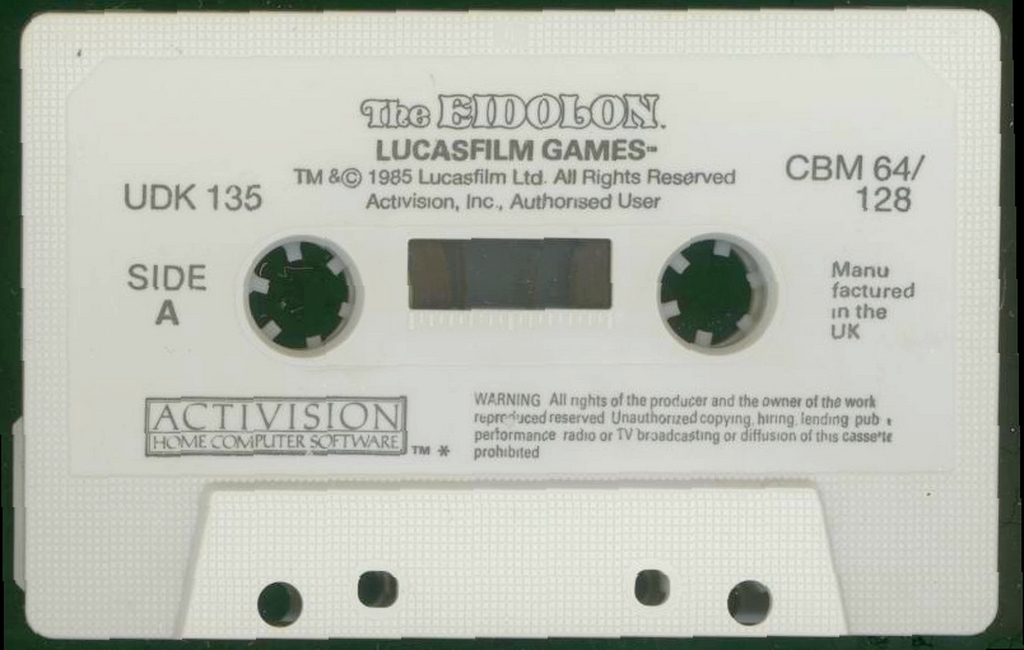 The EIDOLON.
LUCASFILM GAMES™
TM & © 1985 Lucasfilm Ltd. All Rights Reserved
Activision, Inc., Authorised User
UDK 135
CBM 64/
128
SIDE
A
Manu
factured
in the
UK
ACTIVISION
HOME COMPUTER SOFTWARE
TM *
WARNING All rights of the producer and the owner of the work
reproduced reserved Unauthorized copying, hiring, lending pub
performance radio or TV broadcasting or diffusion of this cassette
prohibited